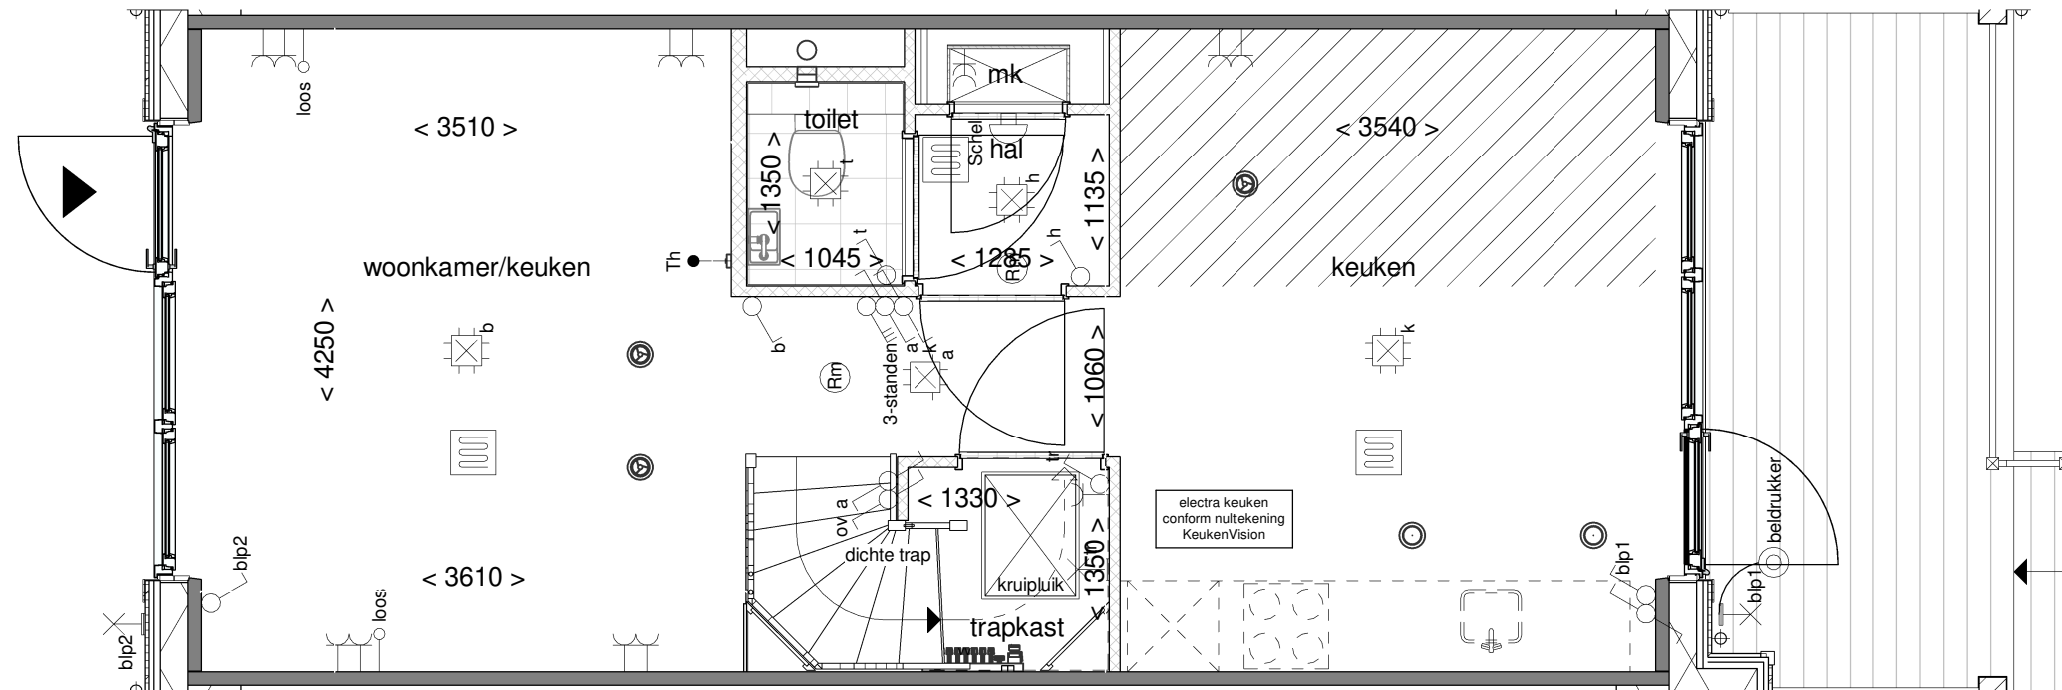 loos
< 3510 >
woonkamer/keuken
< 4250 >
b
blp2
blp2
< 3610 >
loos
Th
toilet
< 1350 >
t
t
< 1045 >
mk
Schel
hal
h
< 1135 >
h
< 1285 >
Rm
b
Rm
3-standen
a
k
a
< 1060 >
tr
< 1330 >
a
ov
dichte trap
kruipluik
< 1350 >
trapkast
< 3540 >
keuken
k
electra keuken
conform nultekening
KeukenVision
blp1
beldrukker
blp1